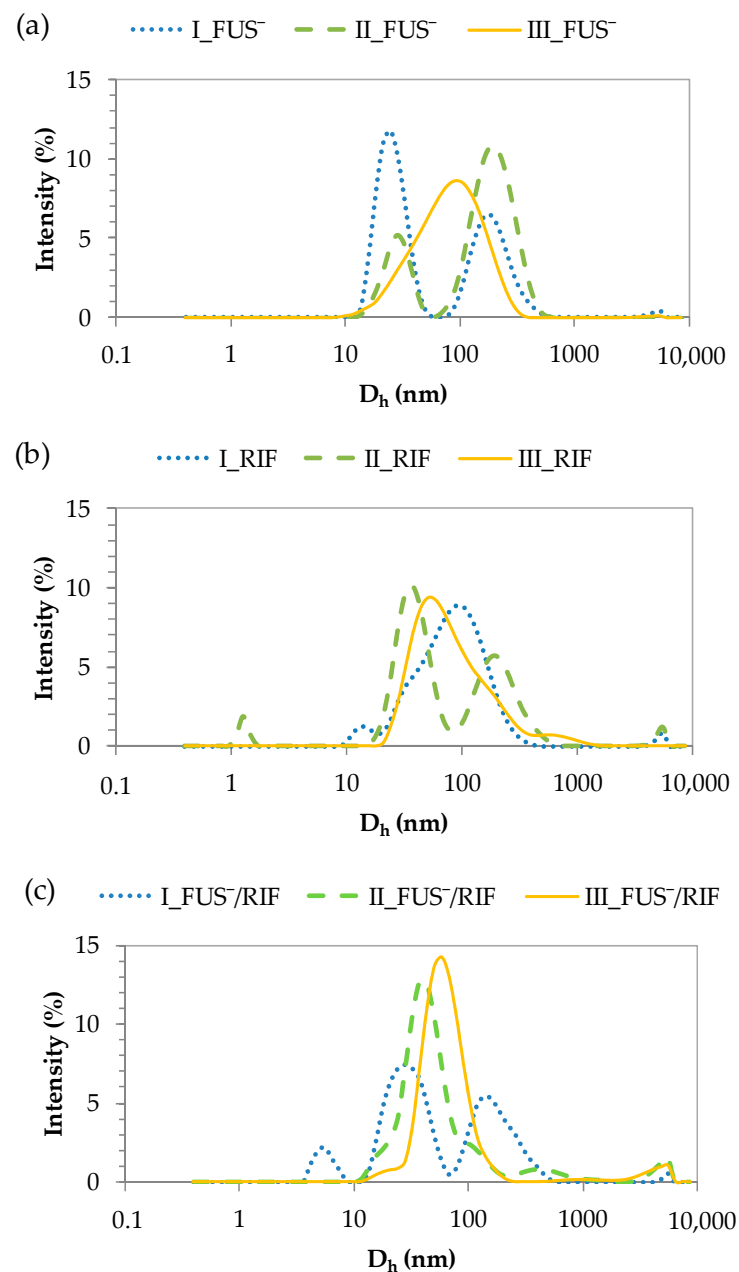 (a)
I_FUS⁻ II_FUS⁻ III_FUS⁻
15
10
5
0
Intensity (%)
0.1 1 10 100 1000 10,000
Dₕ (nm)
(b)
I_RIF II_RIF III_RIF
15
10
5
0
Intensity (%)
0.1 1 10 100 1000 10,000
Dₕ (nm)
(c)
I_FUS⁻/RIF II_FUS⁻/RIF III_FUS⁻/RIF
15
10
5
0
Intensity (%)
0.1 1 10 100 1000 10,000
Dₕ (nm)